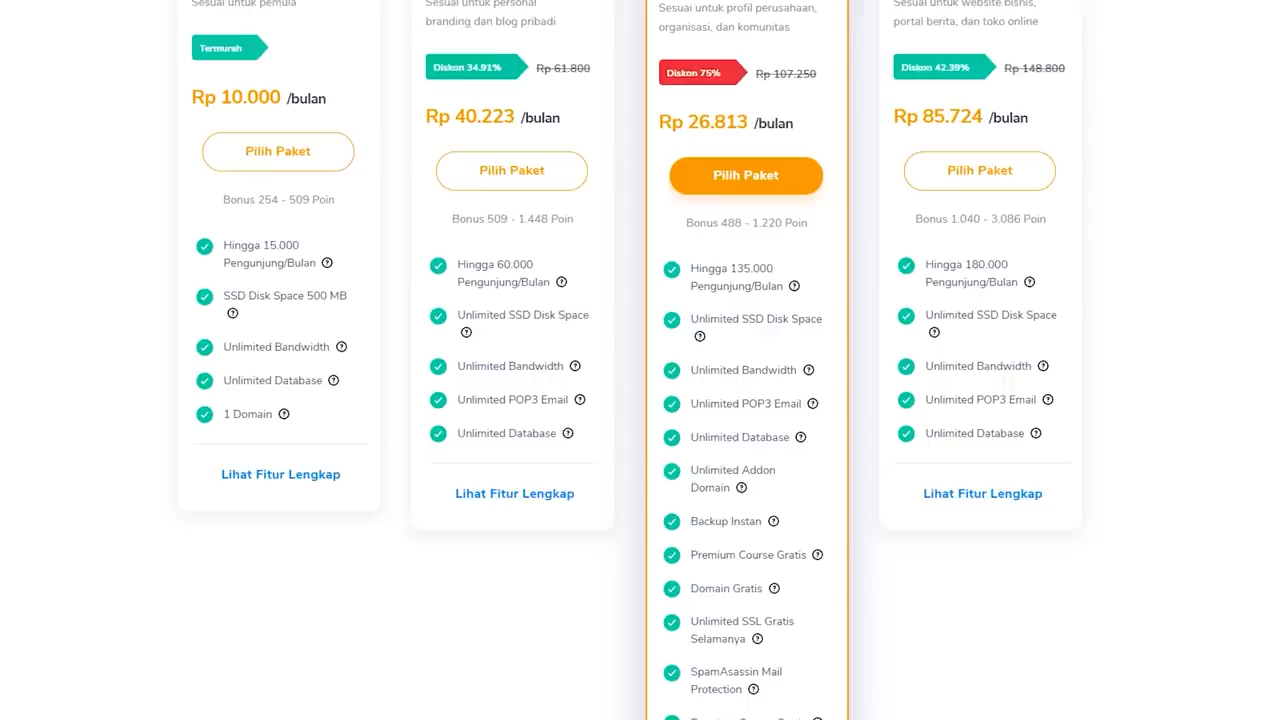 Sesuai untuk pemula
Termurah
Rp 10.000 /bulan
Pilih Paket
Bonus 254 - 509 Poin
Hingga 15.000
Pengunjung/Bulan
SSD Disk Space 500 MB
Unlimited Bandwidth
Unlimited Database
1 Domain
Lihat Fitur Lengkap
Sesuai untuk personal
branding dan blog pribadi
Diskon 34.91% Rp 61.800
Rp 40.223 /bulan
Pilih Paket
Bonus 509 - 1.448 Poin
Hingga 60.000
Pengunjung/Bulan
Unlimited SSD Disk Space
Unlimited Bandwidth
Unlimited POP3 Email
Unlimited Database
Lihat Fitur Lengkap
Sesuai untuk profil perusahaan,
organisasi, dan komunitas
Diskon 75% Rp 107.250
Rp 26.813 /bulan
Pilih Paket
Bonus 488 - 1.220 Poin
Hingga 135.000
Pengunjung/Bulan
Unlimited SSD Disk Space
Unlimited Bandwidth
Unlimited POP3 Email
Unlimited Database
Unlimited Addon
Domain
Backup Instan
Premium Course Gratis
Domain Gratis
Unlimited SSL Gratis
Selamanya
SpamAsassin Mail
Protection
Sesuai untuk website bisnis,
portal berita, dan toko online
Diskon 42.39% Rp 148.800
Rp 85.724 /bulan
Pilih Paket
Bonus 1.040 - 3.086 Poin
Hingga 180.000
Pengunjung/Bulan
Unlimited SSD Disk Space
Unlimited Bandwidth
Unlimited POP3 Email
Unlimited Database
Lihat Fitur Lengkap